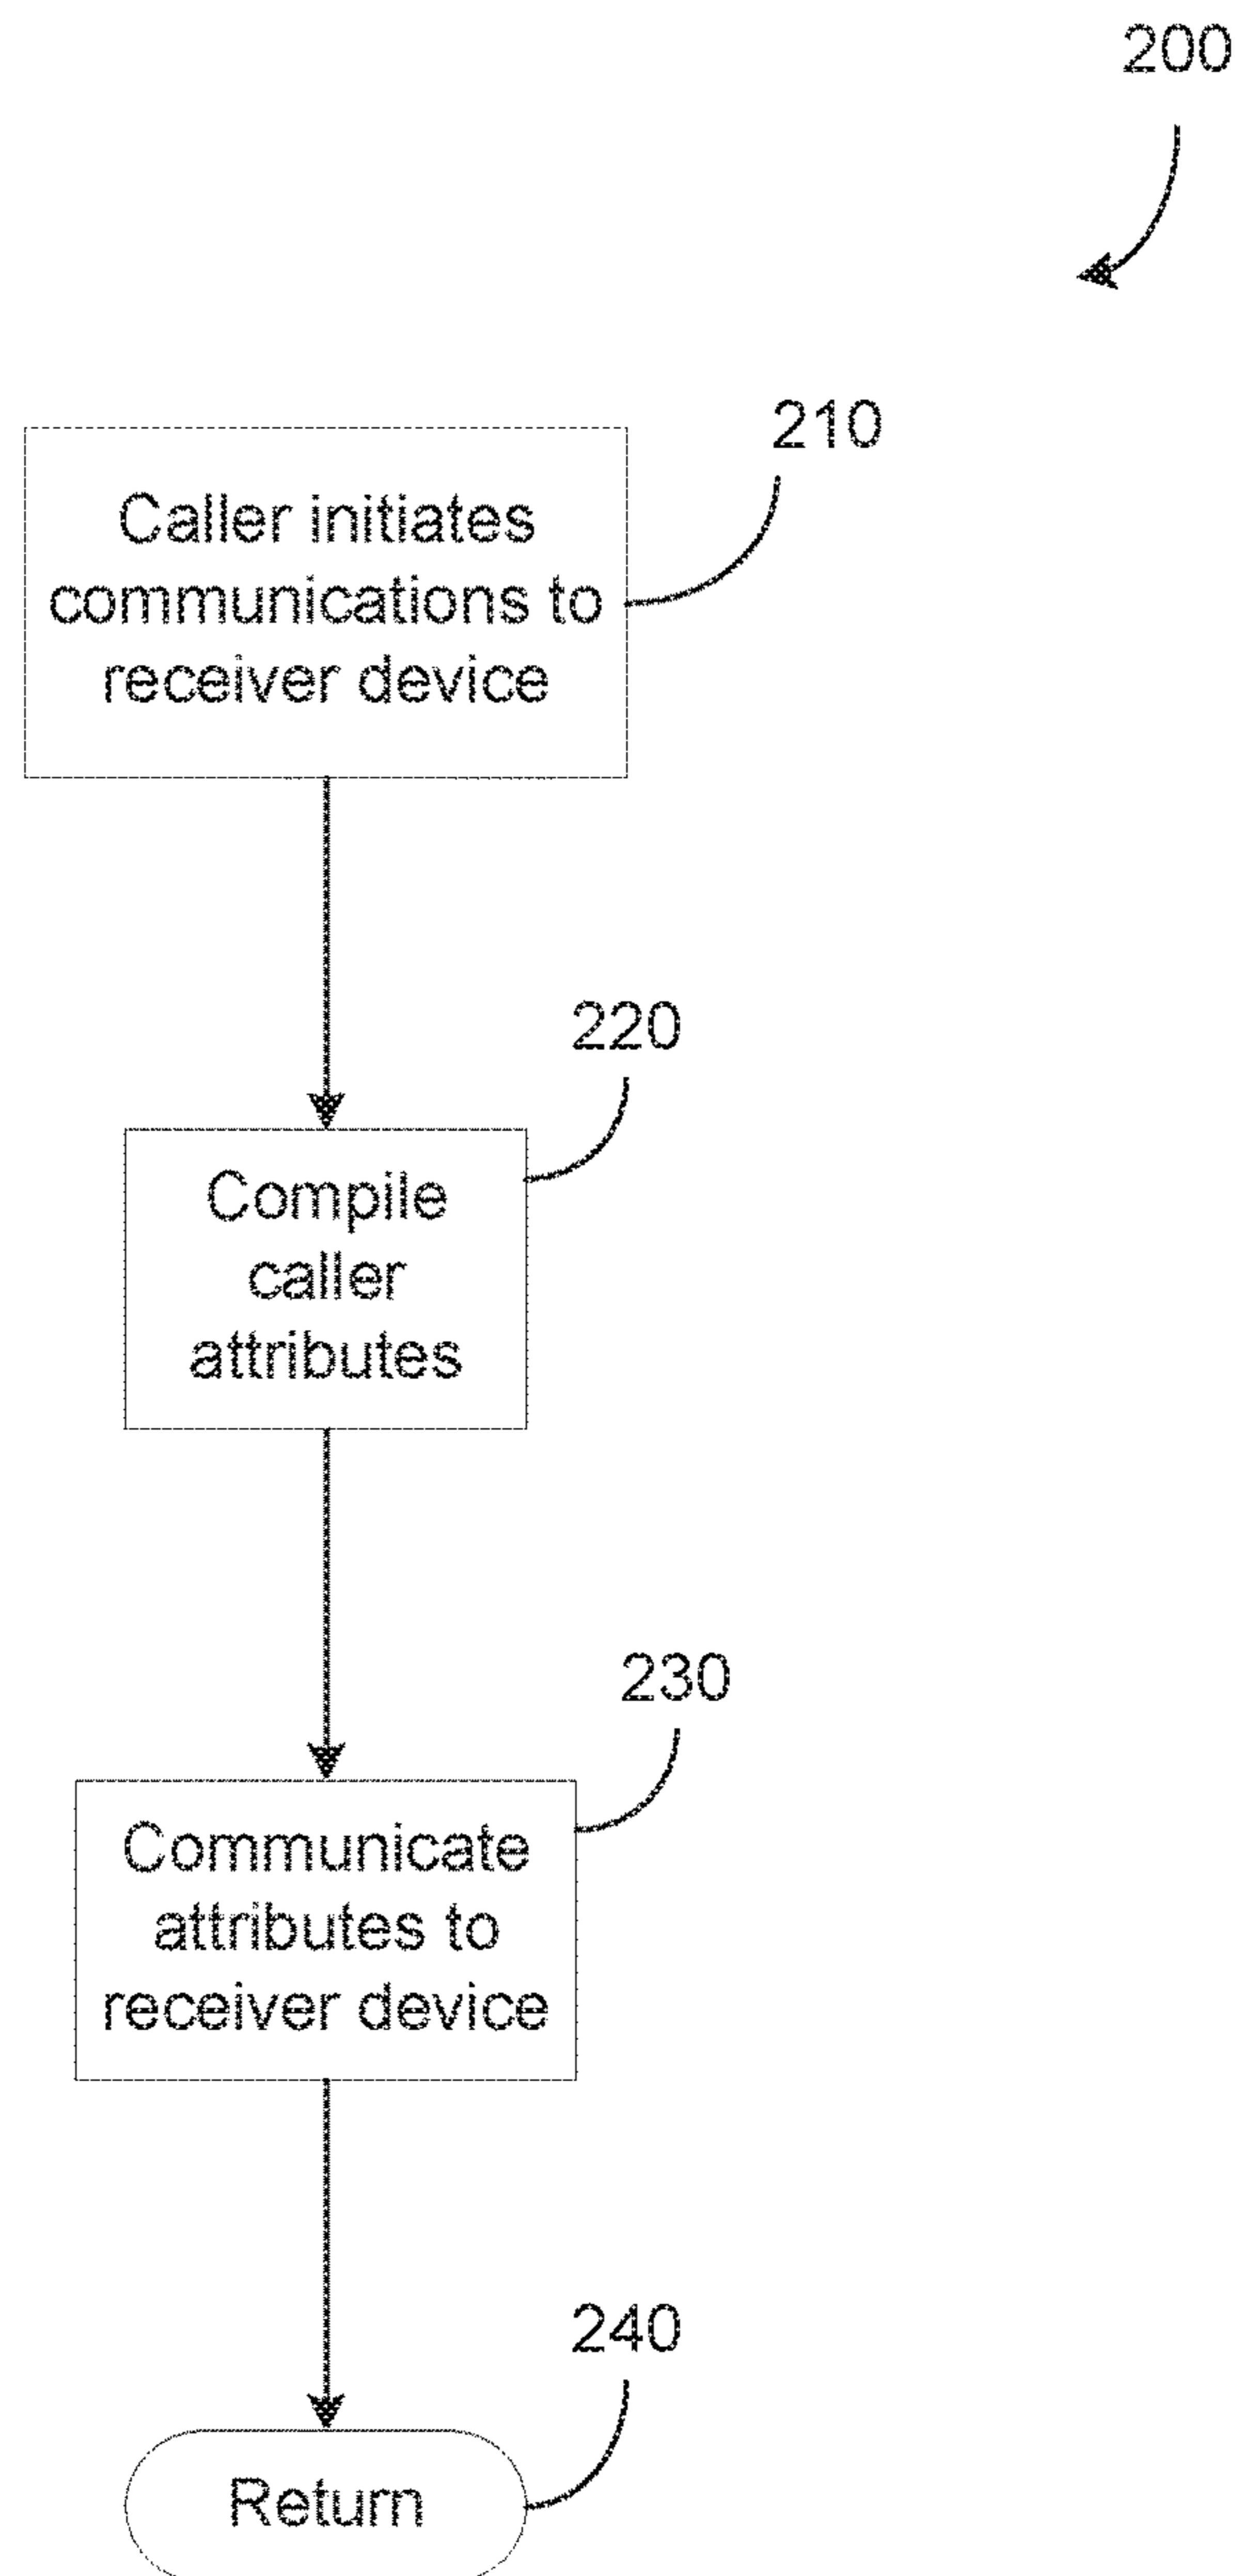 200
210
Caller initiates
communications to
receiver device
220
Compile
caller
attributes
230
Communicate
attributes to
receiver device
240
Return